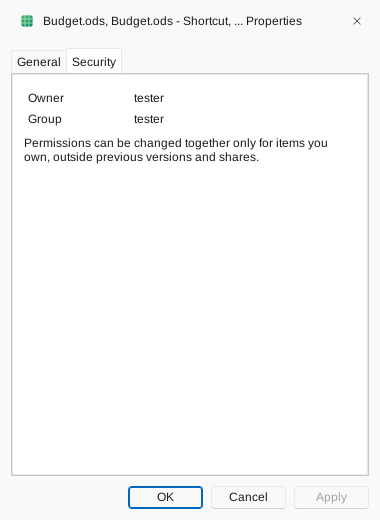 Budget.ods, Budget.ods - Shortcut, ... Properties
General Security
Owner tester
Group tester
Permissions can be changed together only for items you
own, outside previous versions and shares.
OK Cancel Apply